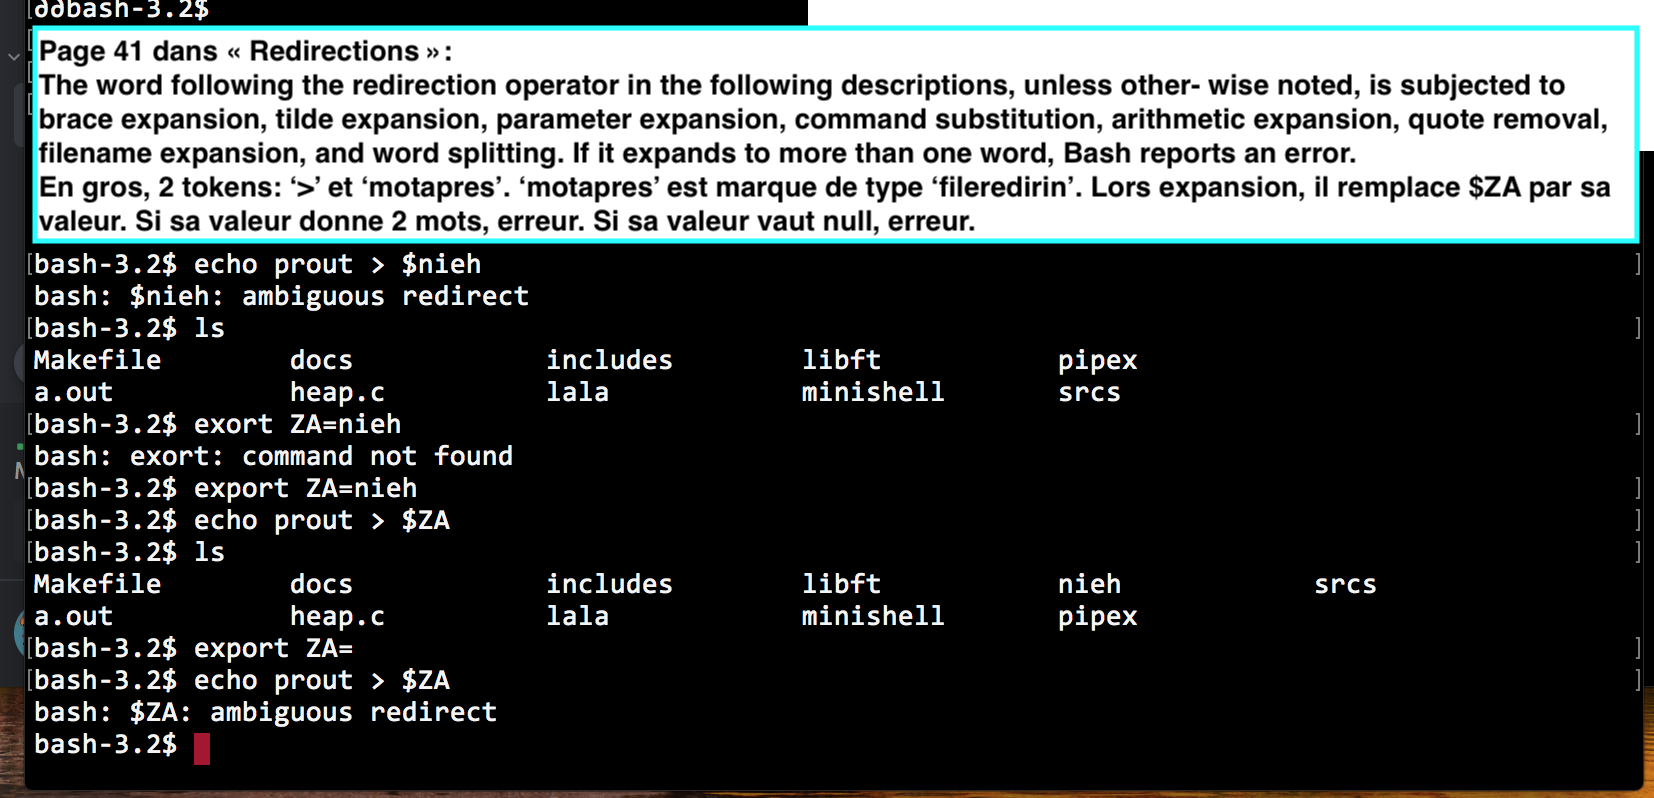 ∂∂bash-3.2$
Page 41 dans « Redirections » :
The word following the redirection operator in the following descriptions, unless other- wise noted, is subjected to
brace expansion, tilde expansion, parameter expansion, command substitution, arithmetic expansion, quote removal,
filename expansion, and word splitting. If it expands to more than one word, Bash reports an error.
En gros, 2 tokens: ‘>’ et ‘motapres’. ‘motapres’ est marque de type ‘fileredirin’. Lors expansion, il remplace $ZA par sa
valeur. Si sa valeur donne 2 mots, erreur. Si sa valeur vaut null, erreur.
[bash-3.2$ echo prout > $nieh ]
bash: $nieh: ambiguous redirect
[bash-3.2$ ls ]
Makefile docs includes libft pipex
a.out heap.c lala minishell srcs
[bash-3.2$ exort ZA=nieh ]
bash: exort: command not found
[bash-3.2$ export ZA=nieh ]
[bash-3.2$ echo prout > $ZA ]
[bash-3.2$ ls ]
Makefile docs includes libft nieh srcs
a.out heap.c lala minishell pipex
[bash-3.2$ export ZA= ]
[bash-3.2$ echo prout > $ZA ]
bash: $ZA: ambiguous redirect
bash-3.2$